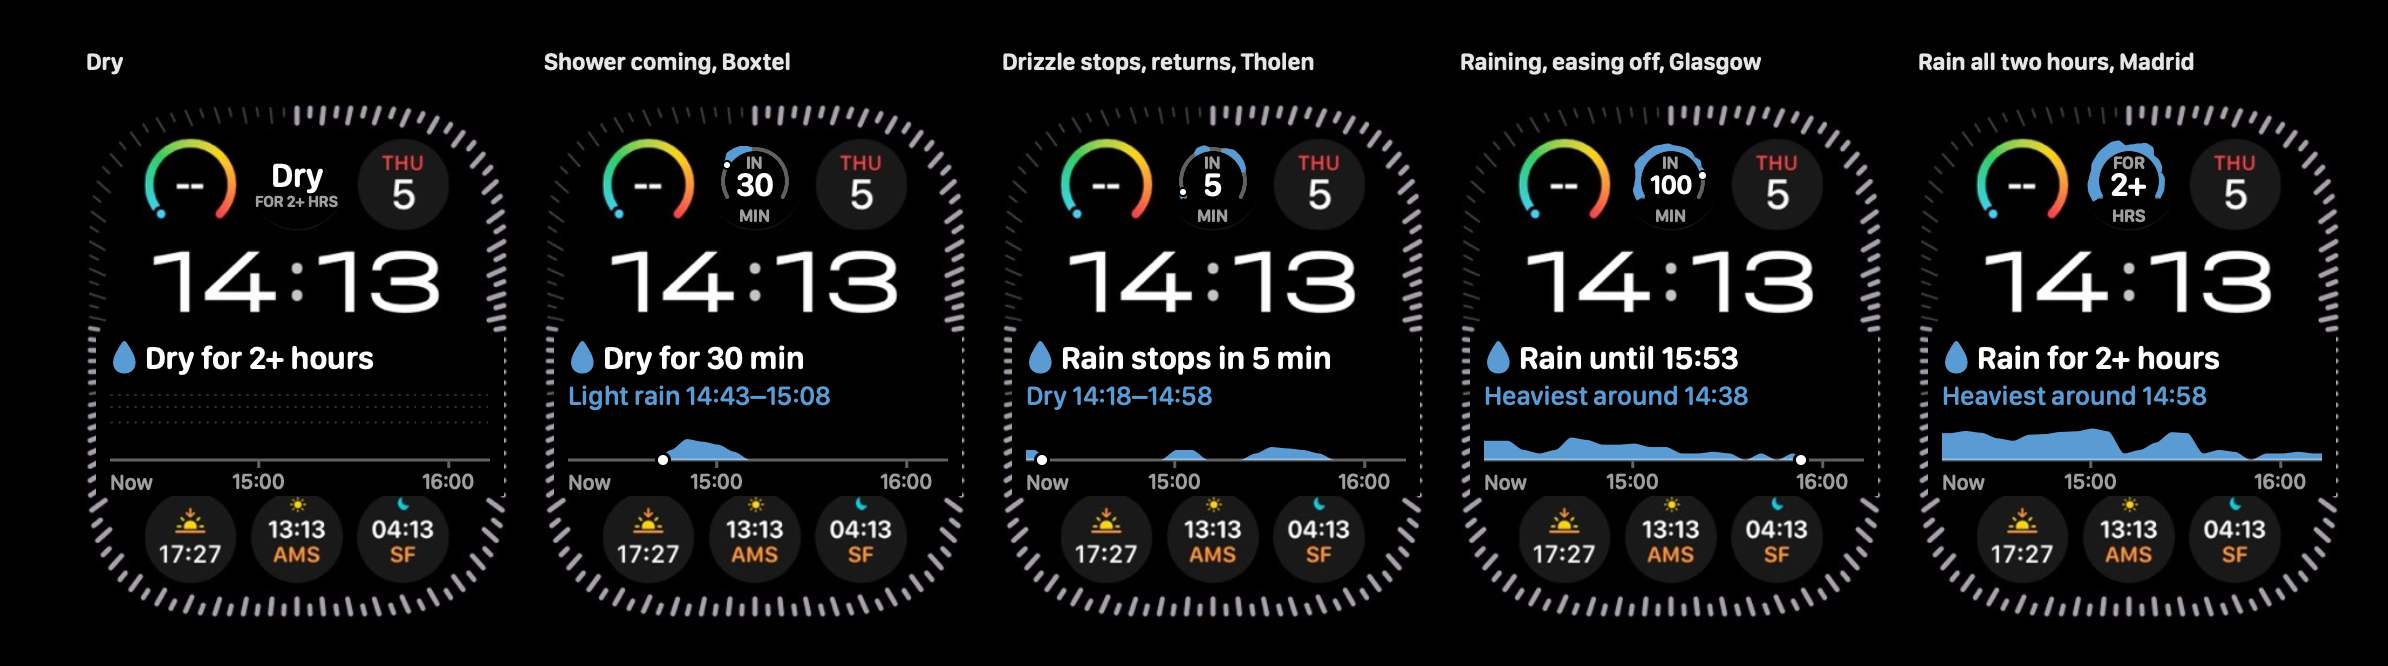 Dry
--
Dry
FOR 2+ HRS
THU
5
14:13
Dry for 2+ hours
Now 15:00 16:00
17:27
13:13
AMS
04:13
SF
Shower coming, Boxtel
--
IN
30
MIN
THU
5
14:13
Dry for 30 min
Light rain 14:43–15:08
Now 15:00 16:00
17:27
13:13
AMS
04:13
SF
Drizzle stops, returns, Tholen
--
IN
5
MIN
THU
5
14:13
Rain stops in 5 min
Dry 14:18–14:58
Now 15:00 16:00
17:27
13:13
AMS
04:13
SF
Raining, easing off, Glasgow
--
IN
100
MIN
THU
5
14:13
Rain until 15:53
Heaviest around 14:38
Now 15:00 16:00
17:27
13:13
AMS
04:13
SF
Rain all two hours, Madrid
--
FOR
2+
HRS
THU
5
14:13
Rain for 2+ hours
Heaviest around 14:58
Now 15:00 16:00
17:27
13:13
AMS
04:13
SF